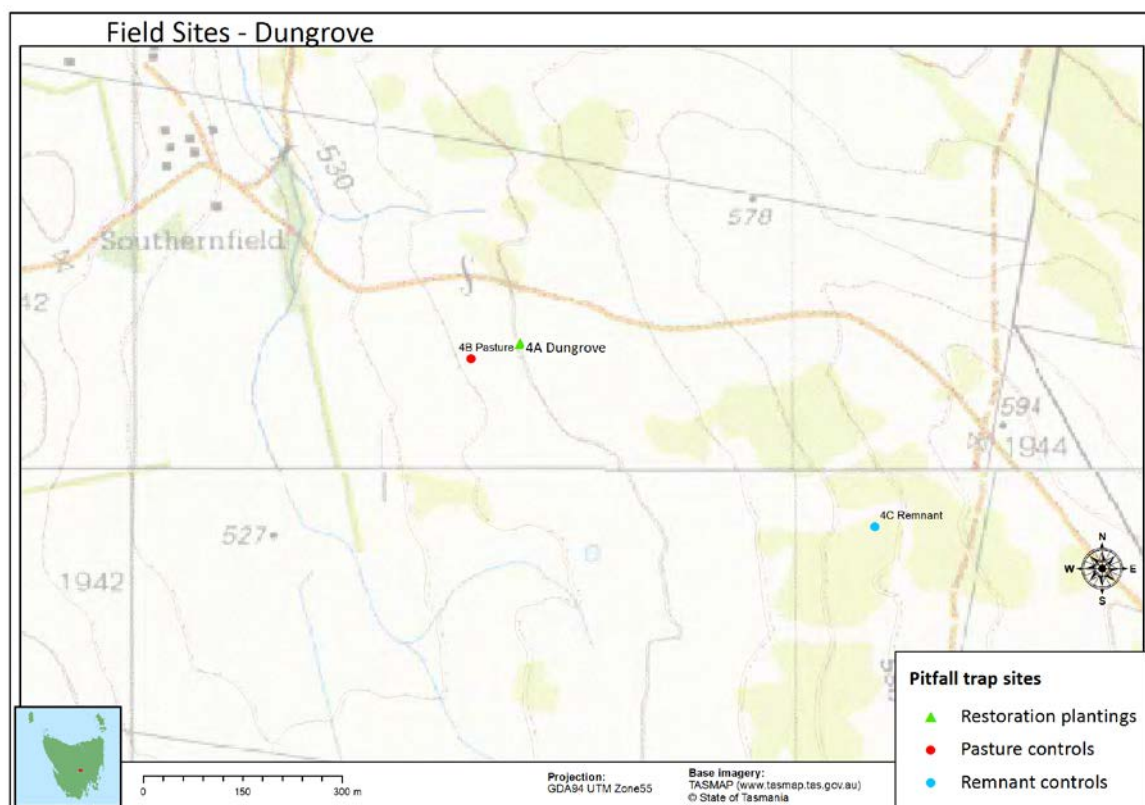 Field Sites - Dungrove
530
578
Southernfield
42
4B Pasture
4A Dungrove
594
1944
4C Remnant
527
1942
N
W E
S
Pitfall trap sites
Restoration plantings
Pasture controls
Remnant controls
0 150 300 m
Projection:
GDA94 UTM Zone55
Base imagery:
TASMAP (www.tasmap.tas.gov.au)
© State of Tasmania